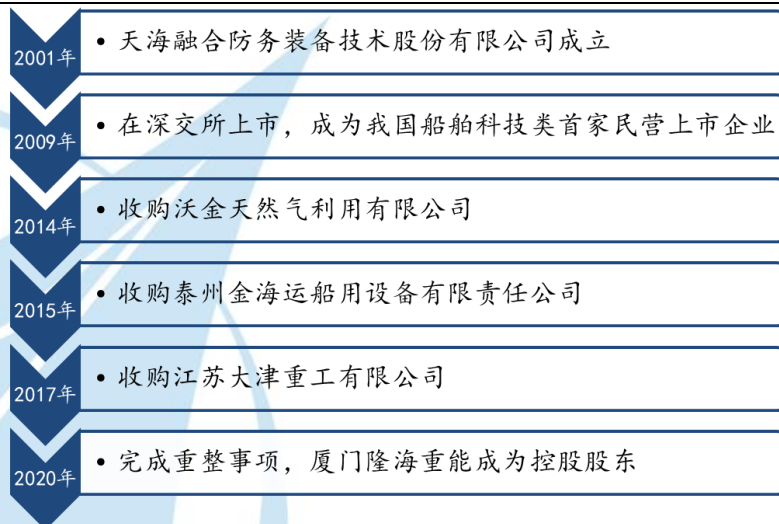 2001年
• 天海融合防务装备技术股份有限公司成立
2009年
• 在深交所上市，成为我国船舶科技类首家民营上市企业
2014年
• 收购沃金天然气利用有限公司
2015年
• 收购泰州金海运船用设备有限责任公司
2017年
• 收购江苏大津重工有限公司
2020年
• 完成重整事项，厦门隆海重能成为控股股东